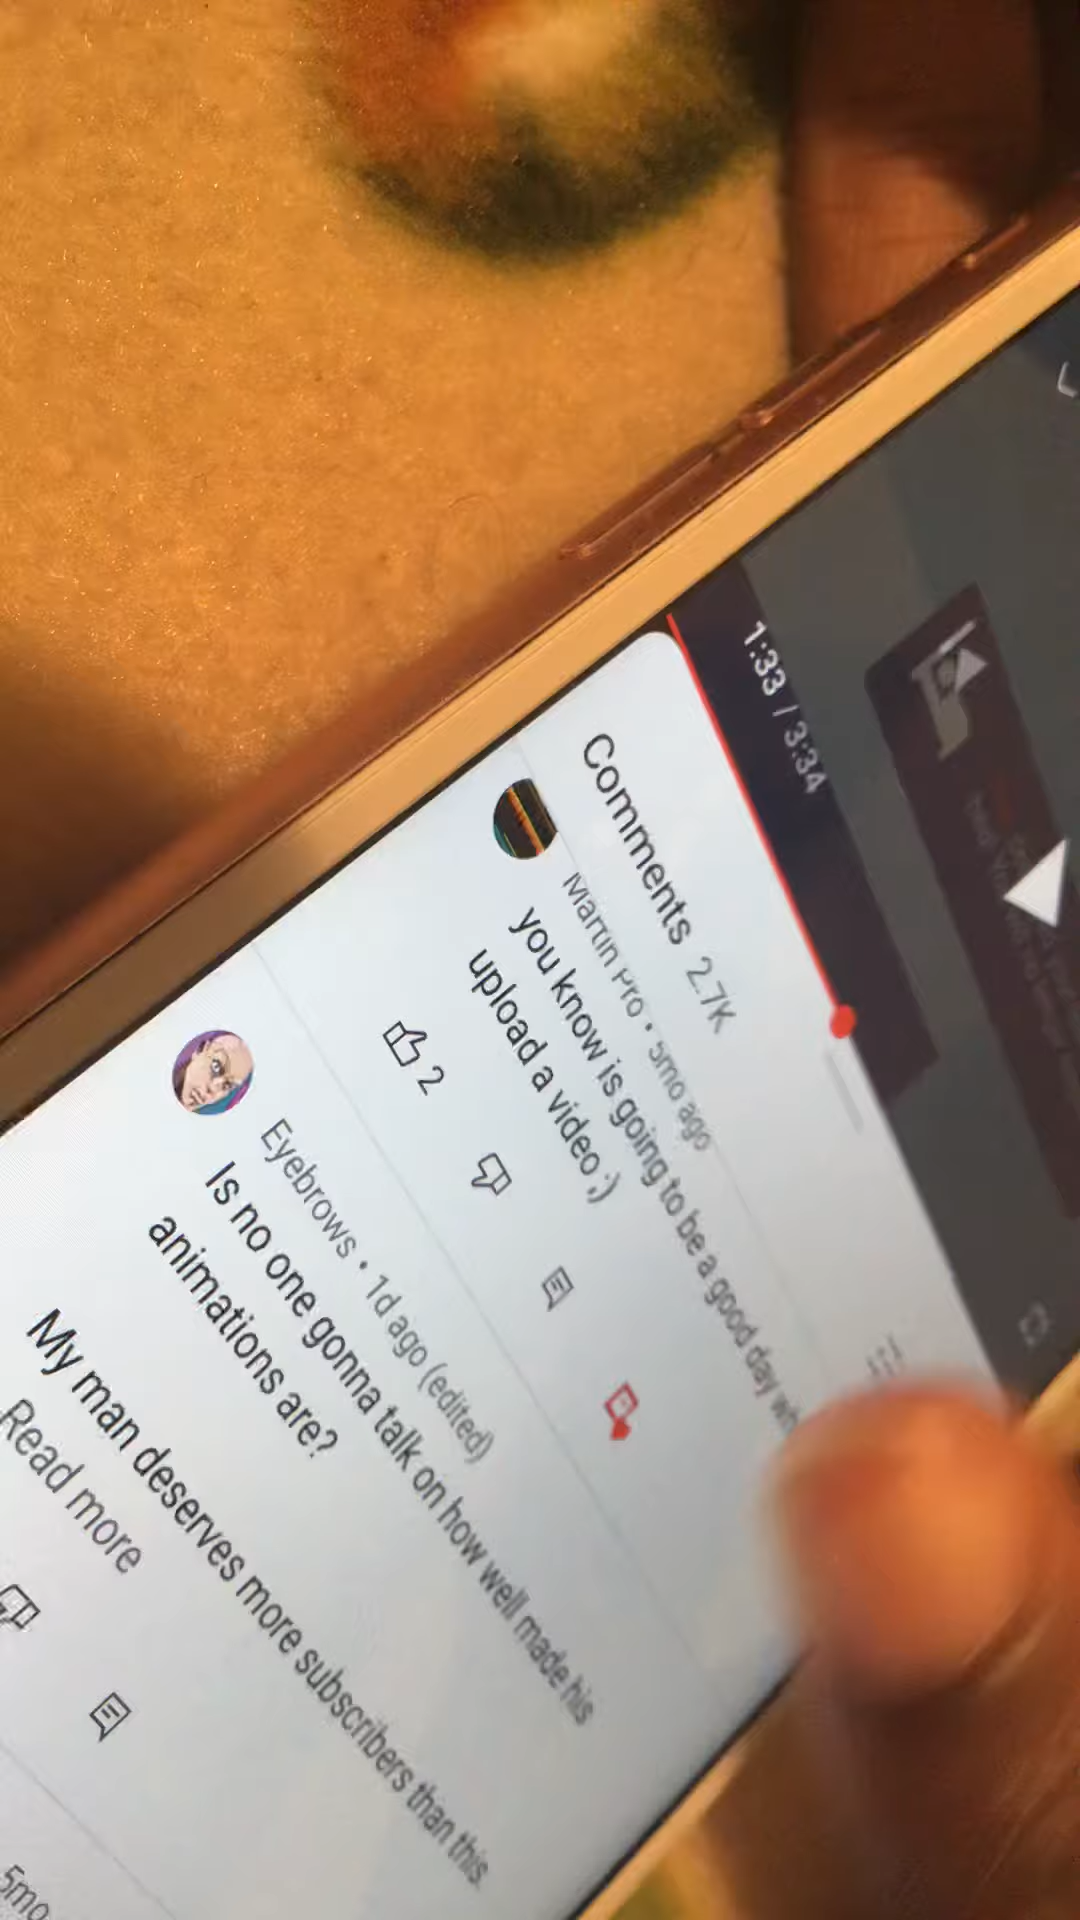 1:33 / 3:34
Comments 2.7K
Martin Pro • 5mo ago
you know is going to be a good day
upload a video ;)
2
Eyebrows • 1d ago (edited)
Is no one gonna talk on how well made his
animations are?
My man deserves more subscribers than this.
Read more
5mo